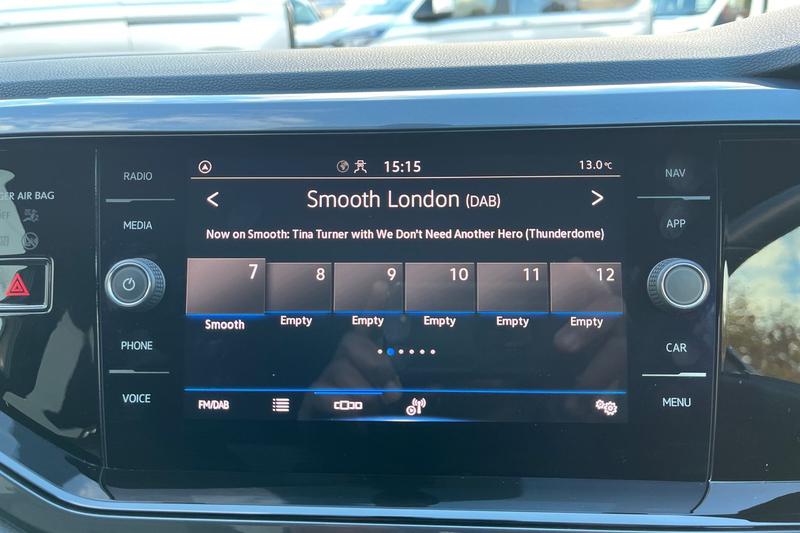 RADIO
MEDIA
PHONE
VOICE
GER AIR BAG
15:15
13.0°C
< Smooth London (DAB) >
Now on Smooth: Tina Turner with We Don't Need Another Hero (Thunderdome)
7 8 9 10 11 12
Smooth Empty Empty Empty Empty Empty
FM/DAB
NAV
APP
CAR
MENU